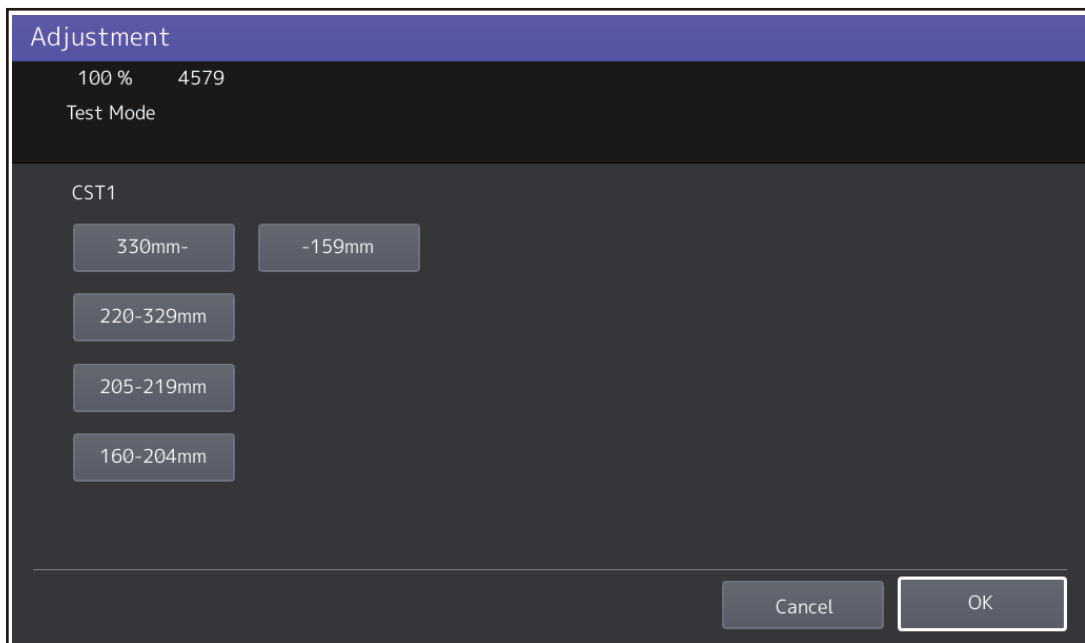 Adjustment
100 % 4579
Test Mode
CST1
330mm- -159mm
220-329mm
205-219mm
160-204mm
Cancel OK